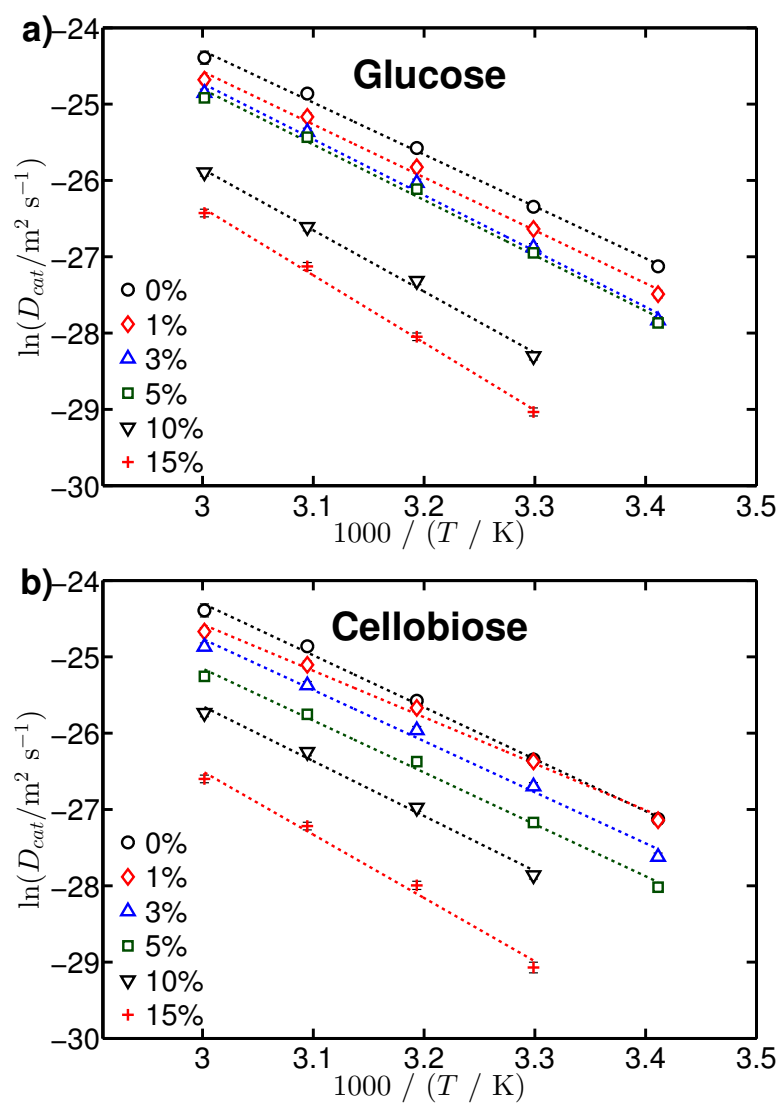 a)
Glucose
−24
−25
−26
−27
−28
−29
−30
ln(D_cat/m² s⁻¹)
0%
1%
3%
5%
10%
15%
3 3.1 3.2 3.3 3.4 3.5
1000 / (T / K)
b)
Cellobiose
−24
−25
−26
−27
−28
−29
−30
ln(D_cat/m² s⁻¹)
0%
1%
3%
5%
10%
15%
3 3.1 3.2 3.3 3.4 3.5
1000 / (T / K)